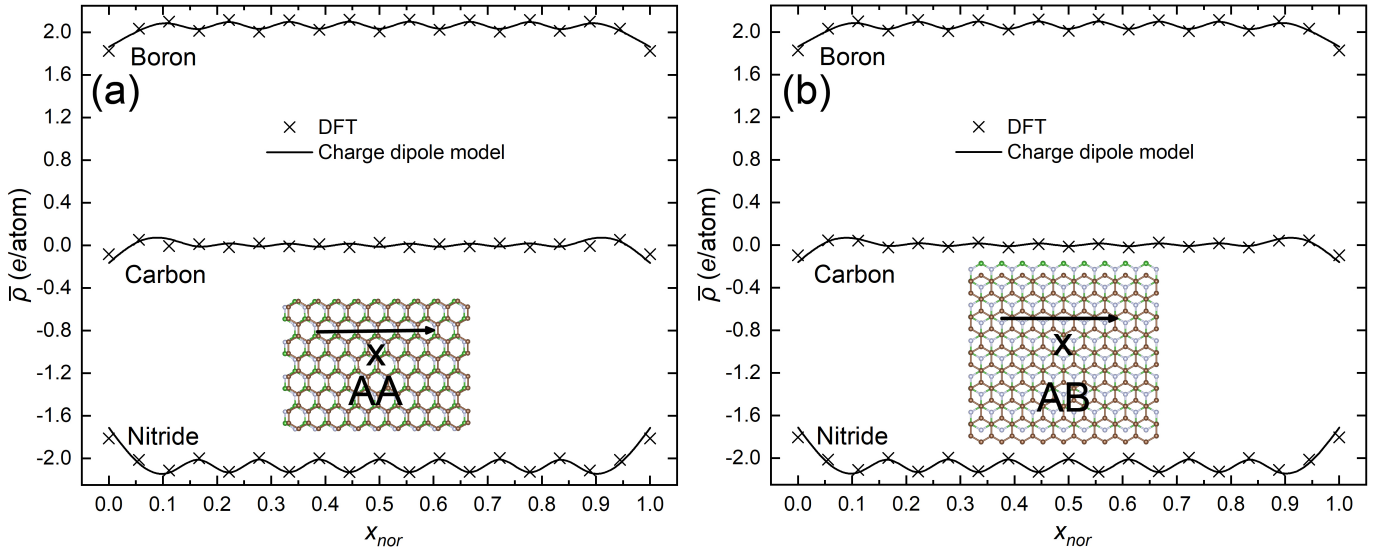 2.0
1.6
1.2
0.8
0.4
0.0
-0.4
-0.8
-1.2
-1.6
-2.0
ρ̅ (e/atom)
Boron
(a)
DFT
Charge dipole model
Carbon
x
AA
Nitride
0.0 0.1 0.2 0.3 0.4 0.5 0.6 0.7 0.8 0.9 1.0
x_nor
2.0
1.6
1.2
0.8
0.4
0.0
-0.4
-0.8
-1.2
-1.6
-2.0
ρ̅ (e/atom)
Boron
(b)
DFT
Charge dipole model
Carbon
x
AB
Nitride
0.0 0.1 0.2 0.3 0.4 0.5 0.6 0.7 0.8 0.9 1.0
x_nor